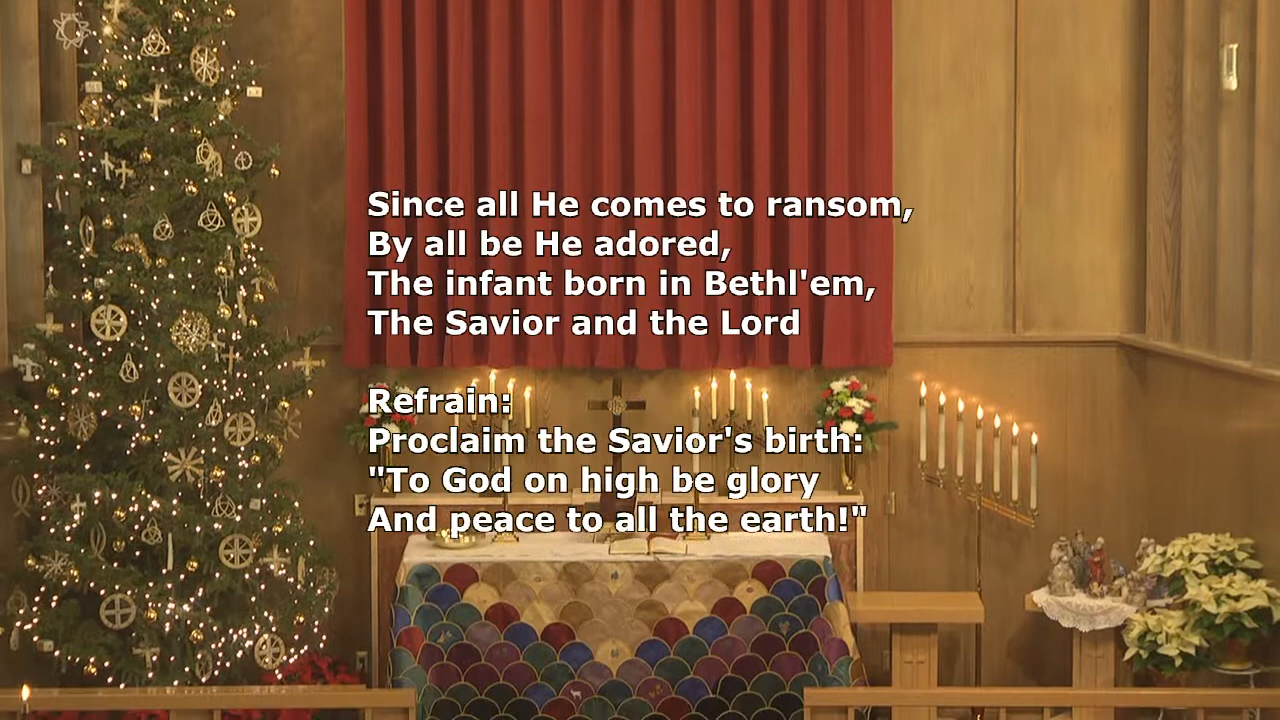 Since all He comes to ransom,
By all be He adored,
The infant born in Bethl'em,
The Savior and the Lord
Refrain:
Proclaim the Savior's birth:
"To God on high be glory
And peace to all the earth!"